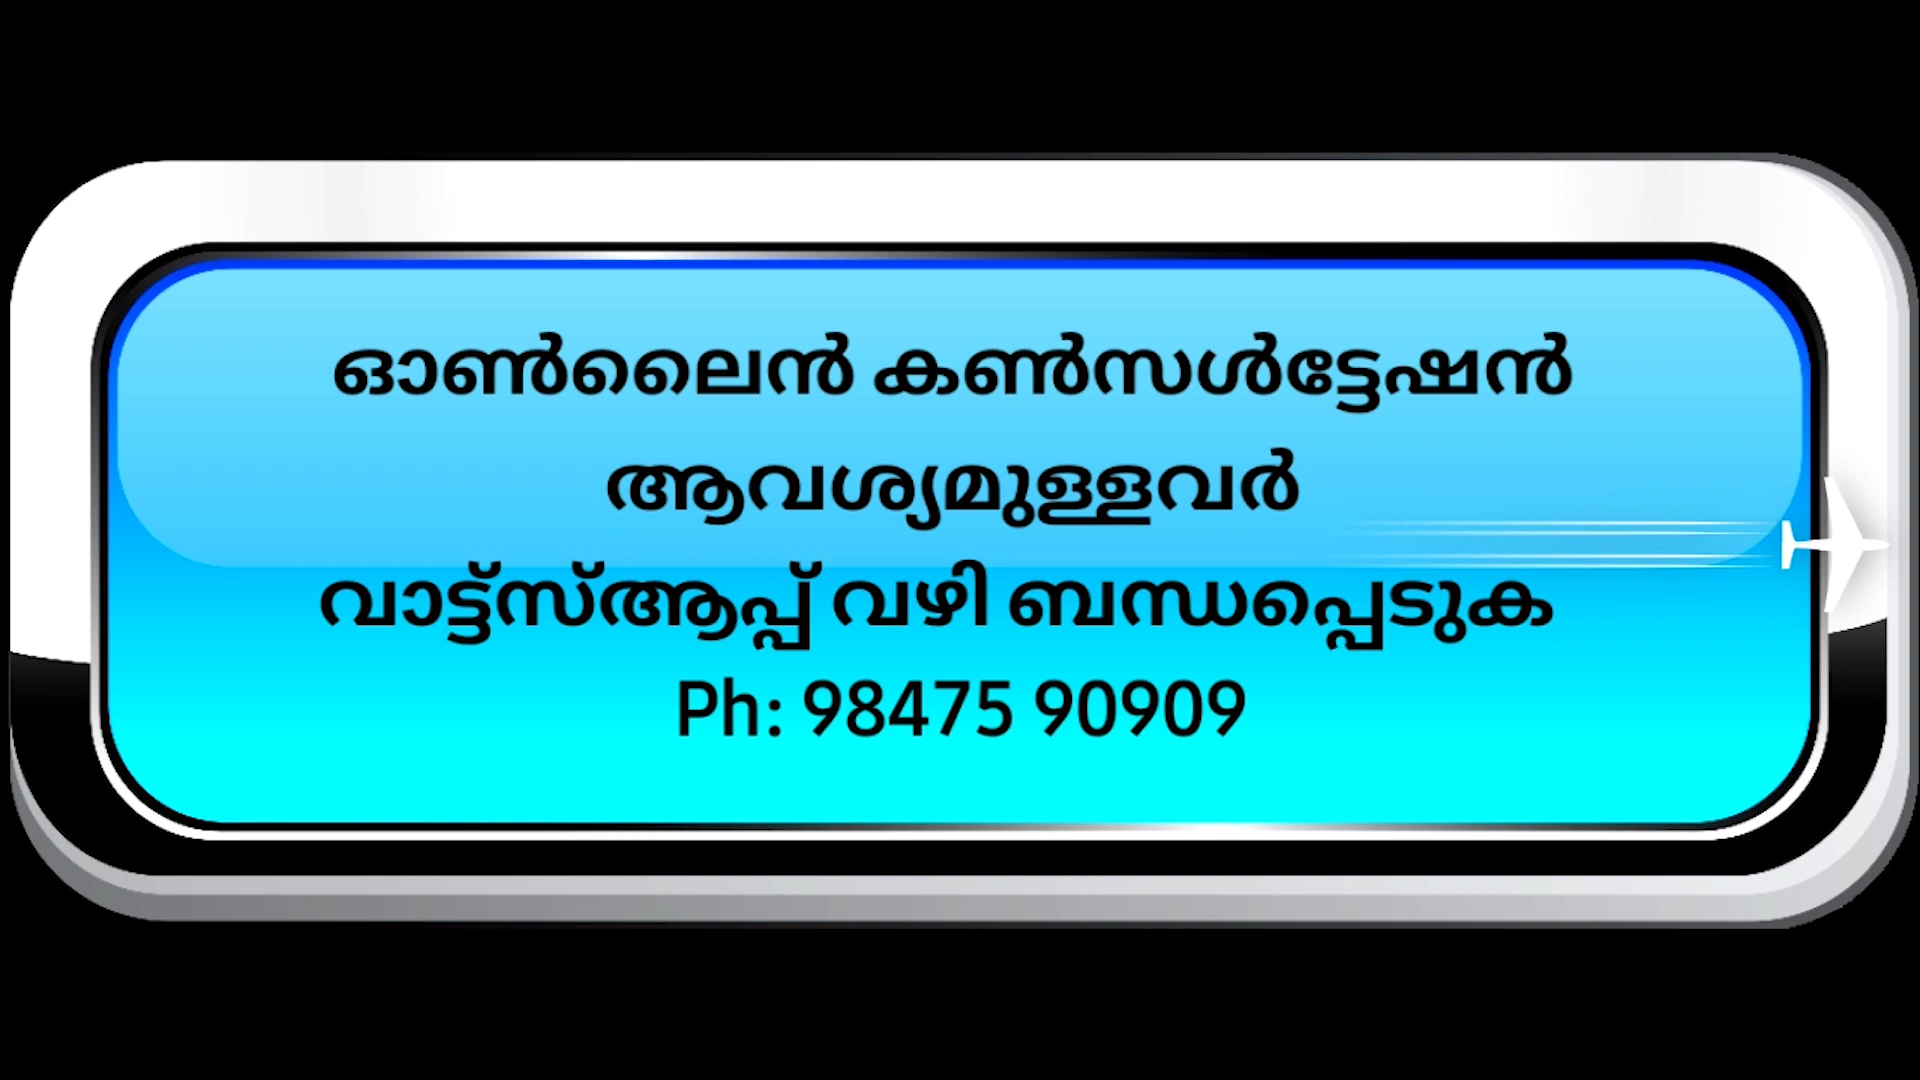 ഓൺലൈൻ കൺസൾട്ടേഷൻ
ആവശ്യമുള്ളവർ
വാട്ട്സ്ആപ്പ് വഴി ബന്ധപ്പെടുക
Ph: 98475 90909